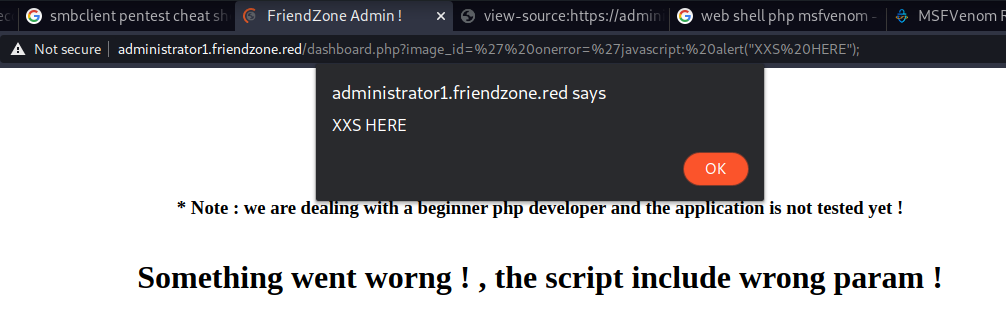 smbclient pentest cheat sh
FriendZone Admin !
view-source:https://admini
web shell php msfvenom -
MSFVenom R
Not secure
administrator1.friendzone.red/dashboard.php?image_id=%27%20onerror=%27javascript:%20alert("XXS%20HERE");
administrator1.friendzone.red says
XXS HERE
OK
* Note : we are dealing with a beginner php developer and the application is not tested yet !
Something went worng ! , the script include wrong param !